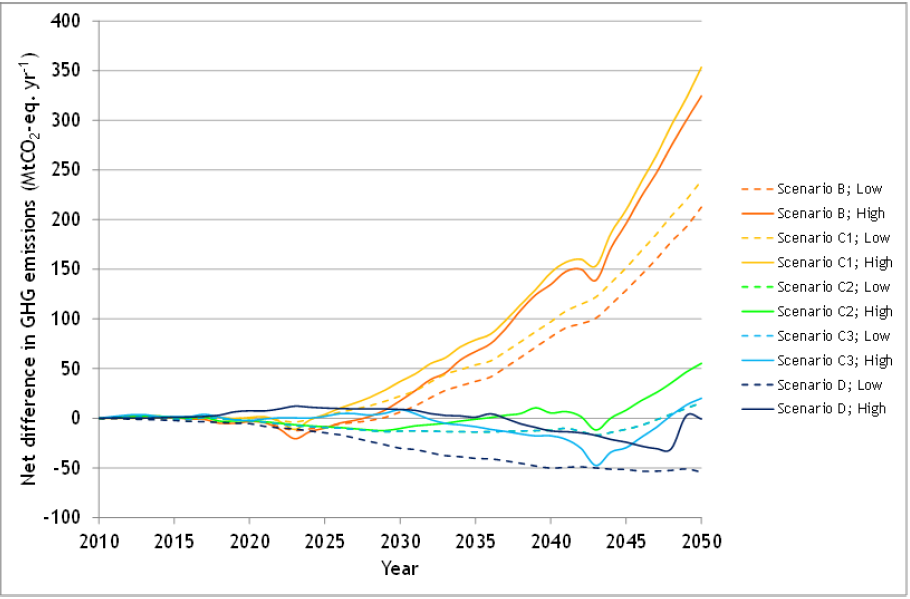 400
350
300
250
200
150
100
50
0
-50
-100
Net difference in GHG emissions (MtCO₂-eq. yr⁻¹)
2010 2015 2020 2025 2030 2035 2040 2045 2050
Year
Scenario B; Low
Scenario B; High
Scenario C1; Low
Scenario C1; High
Scenario C2; Low
Scenario C2; High
Scenario C3; Low
Scenario C3; High
Scenario D; Low
Scenario D; High